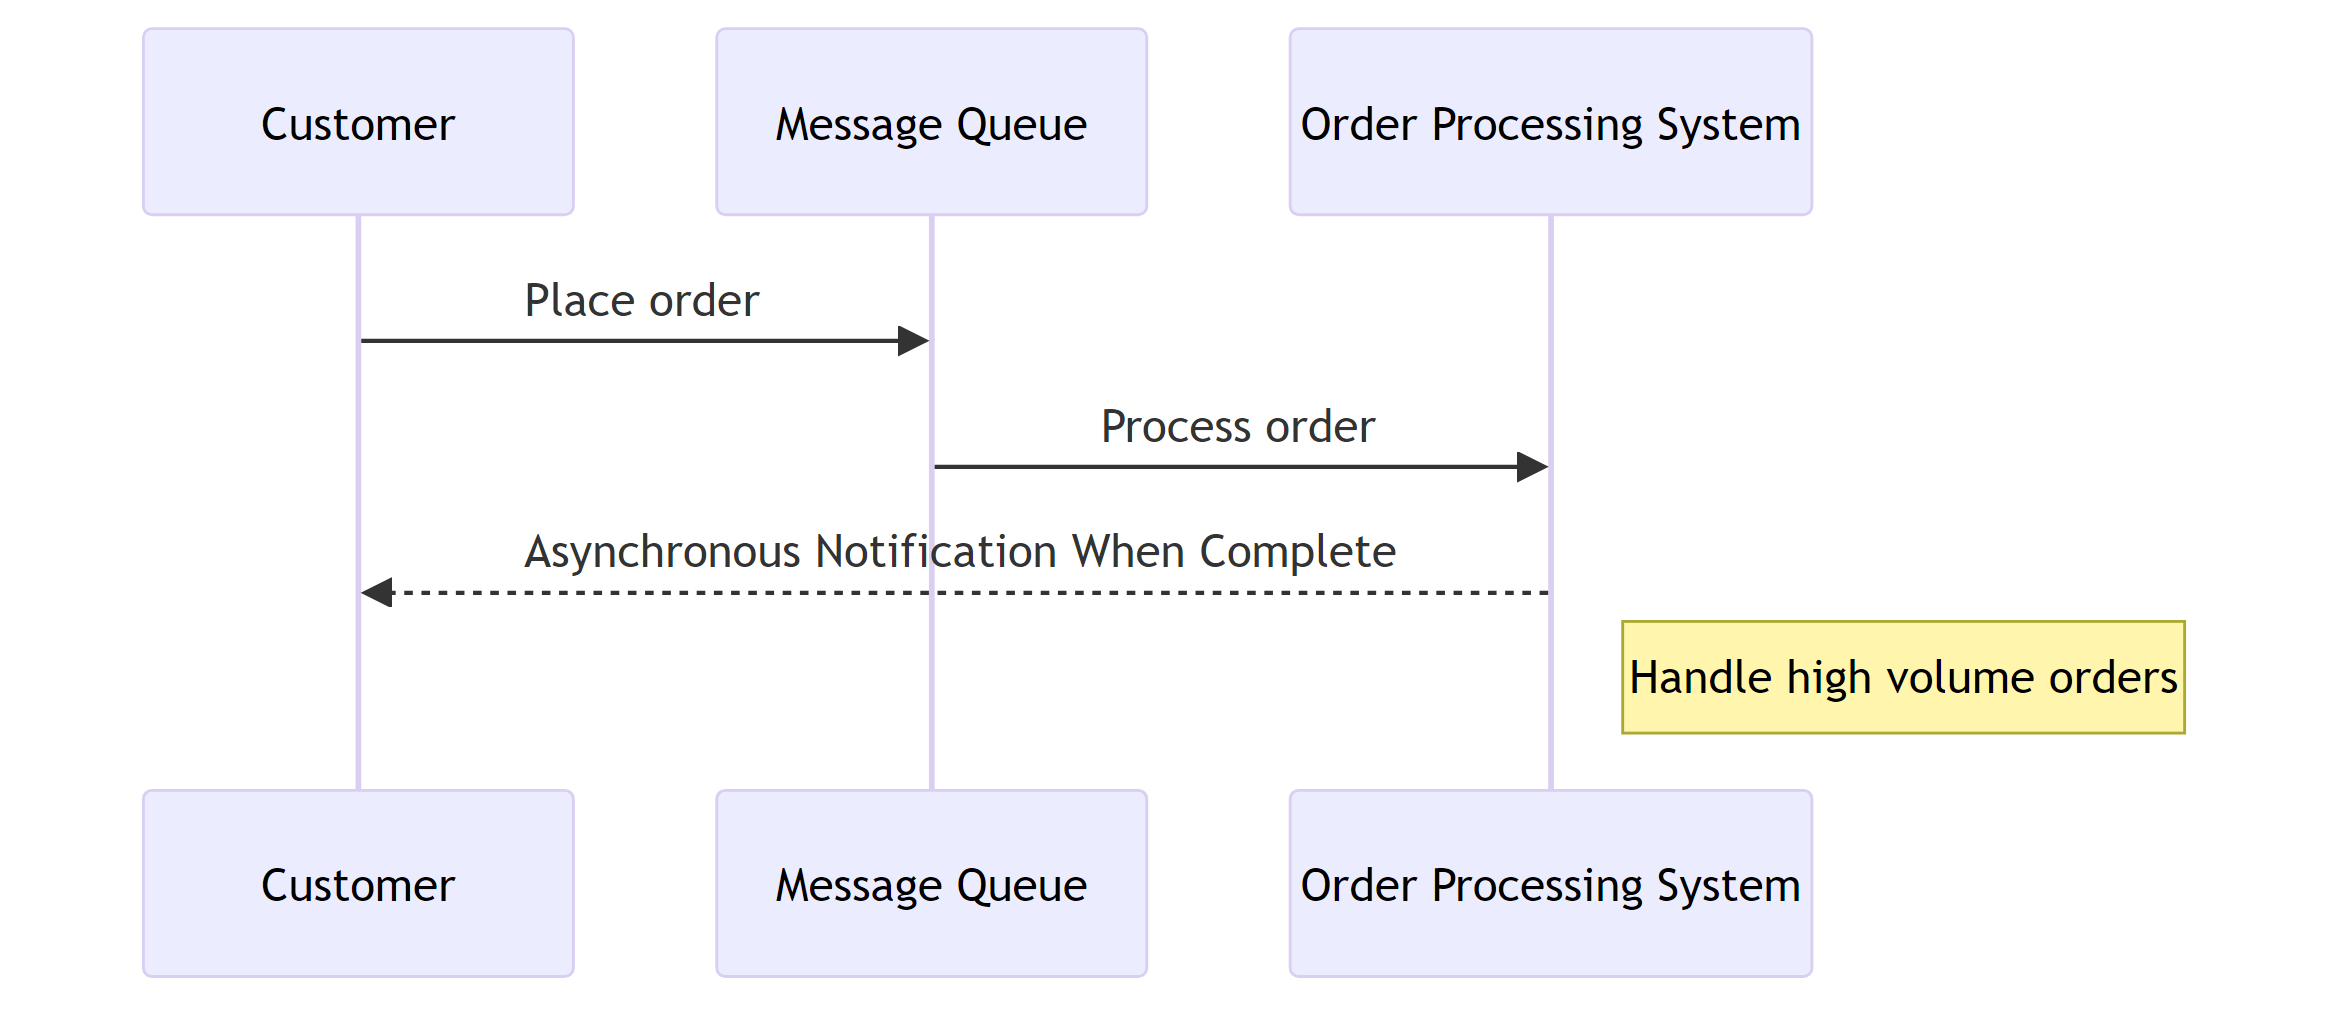 Customer
Message Queue
Order Processing System
Place order
Process order
Asynchronous Notification When Complete
Handle high volume orders
Customer
Message Queue
Order Processing System